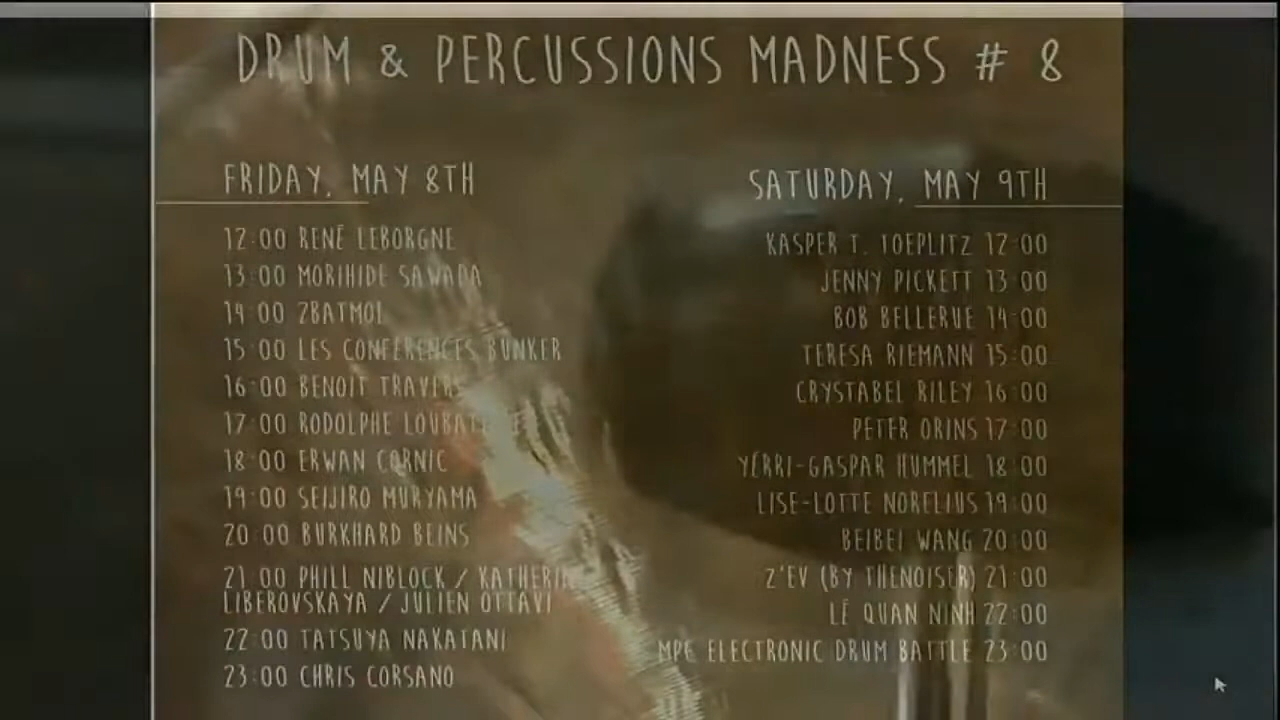 DRUM & PERCUSSIONS MADNESS # 8
FRIDAY, MAY 8TH
12:00 RENÉ LEBORGNE
13:00 MORIHIDE SAWADA
14:00 2BATMOI
15:00 LES CONFÉRENCES BUNKER
16:00 BENOIT TRAVERS
17:00 RODOLPHE LOUBATI
18:00 ERWAN CORNIC
19:00 SEIJIRO MURYAMA
20:00 BURKHARD BEINS
21:00 PHILL NIBLOCK / KATHERIN
LIBEROVSKAYA / JULIEN OTTAVI
22:00 TATSUYA NAKATANI
23:00 CHRIS CORSANO
SATURDAY, MAY 9TH
KASPER T. TOEPLITZ 12:00
JENNY PICKETT 13:00
BOB BELLERUE 14:00
TERESA RIEMANN 15:00
CRYSTABEL RILEY 16:00
PETER ORINS 17:00
YÉRRI-GASPAR HUMMEL 18:00
LISE-LOTTE NORELIUS 19:00
BEIBEI WANG 20:00
Z'EV (BY THENOISER) 21:00
LÊ QUAN NINH 22:00
MPC ELECTRONIC DRUM BATTLE 23:00